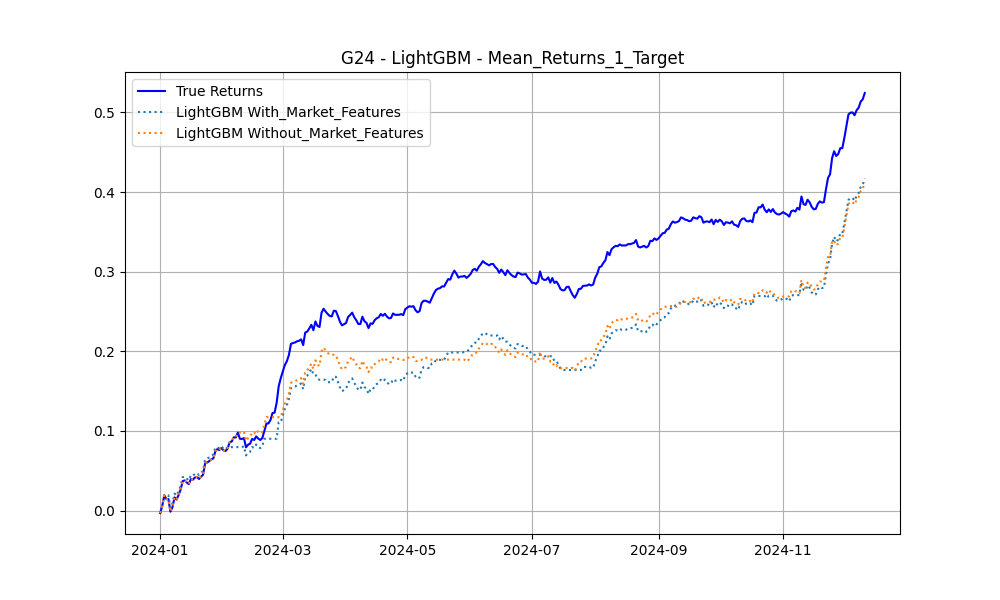 G24 - LightGBM - Mean_Returns_1_Target
True Returns
LightGBM With_Market_Features
LightGBM Without_Market_Features
0.5
0.4
0.3
0.2
0.1
0.0
2024-01 2024-03 2024-05 2024-07 2024-09 2024-11